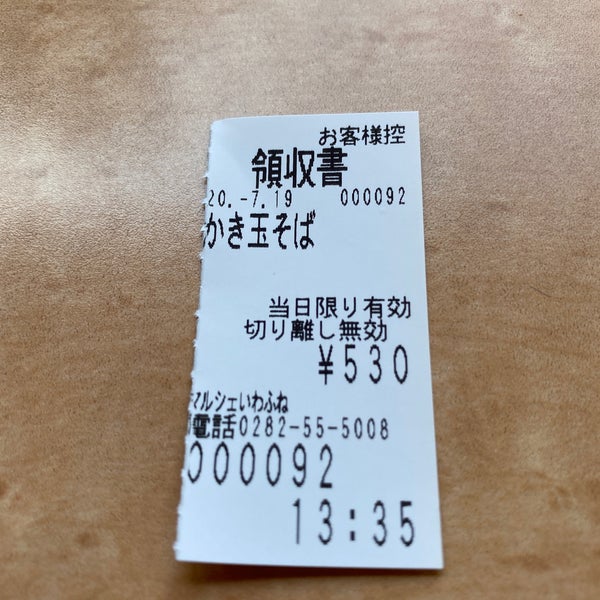 お客様控
領収書
20.-7.19 000092
かき玉そば
当日限り有効
切り離し無効
¥530
マルシェいわふね
電話0282-55-5008
000092
13:35